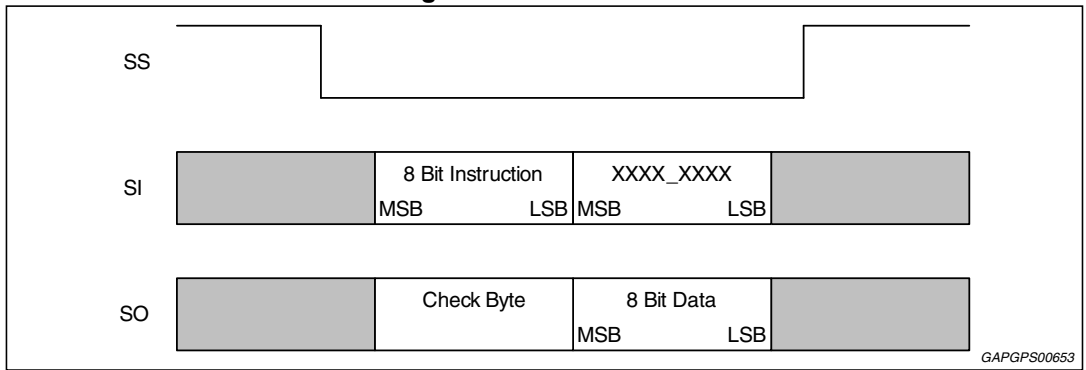 SS
SI
8 Bit Instruction XXXX_XXXX
MSB LSB MSB LSB
SO
Check Byte 8 Bit Data
MSB LSB
GAPGPS00653